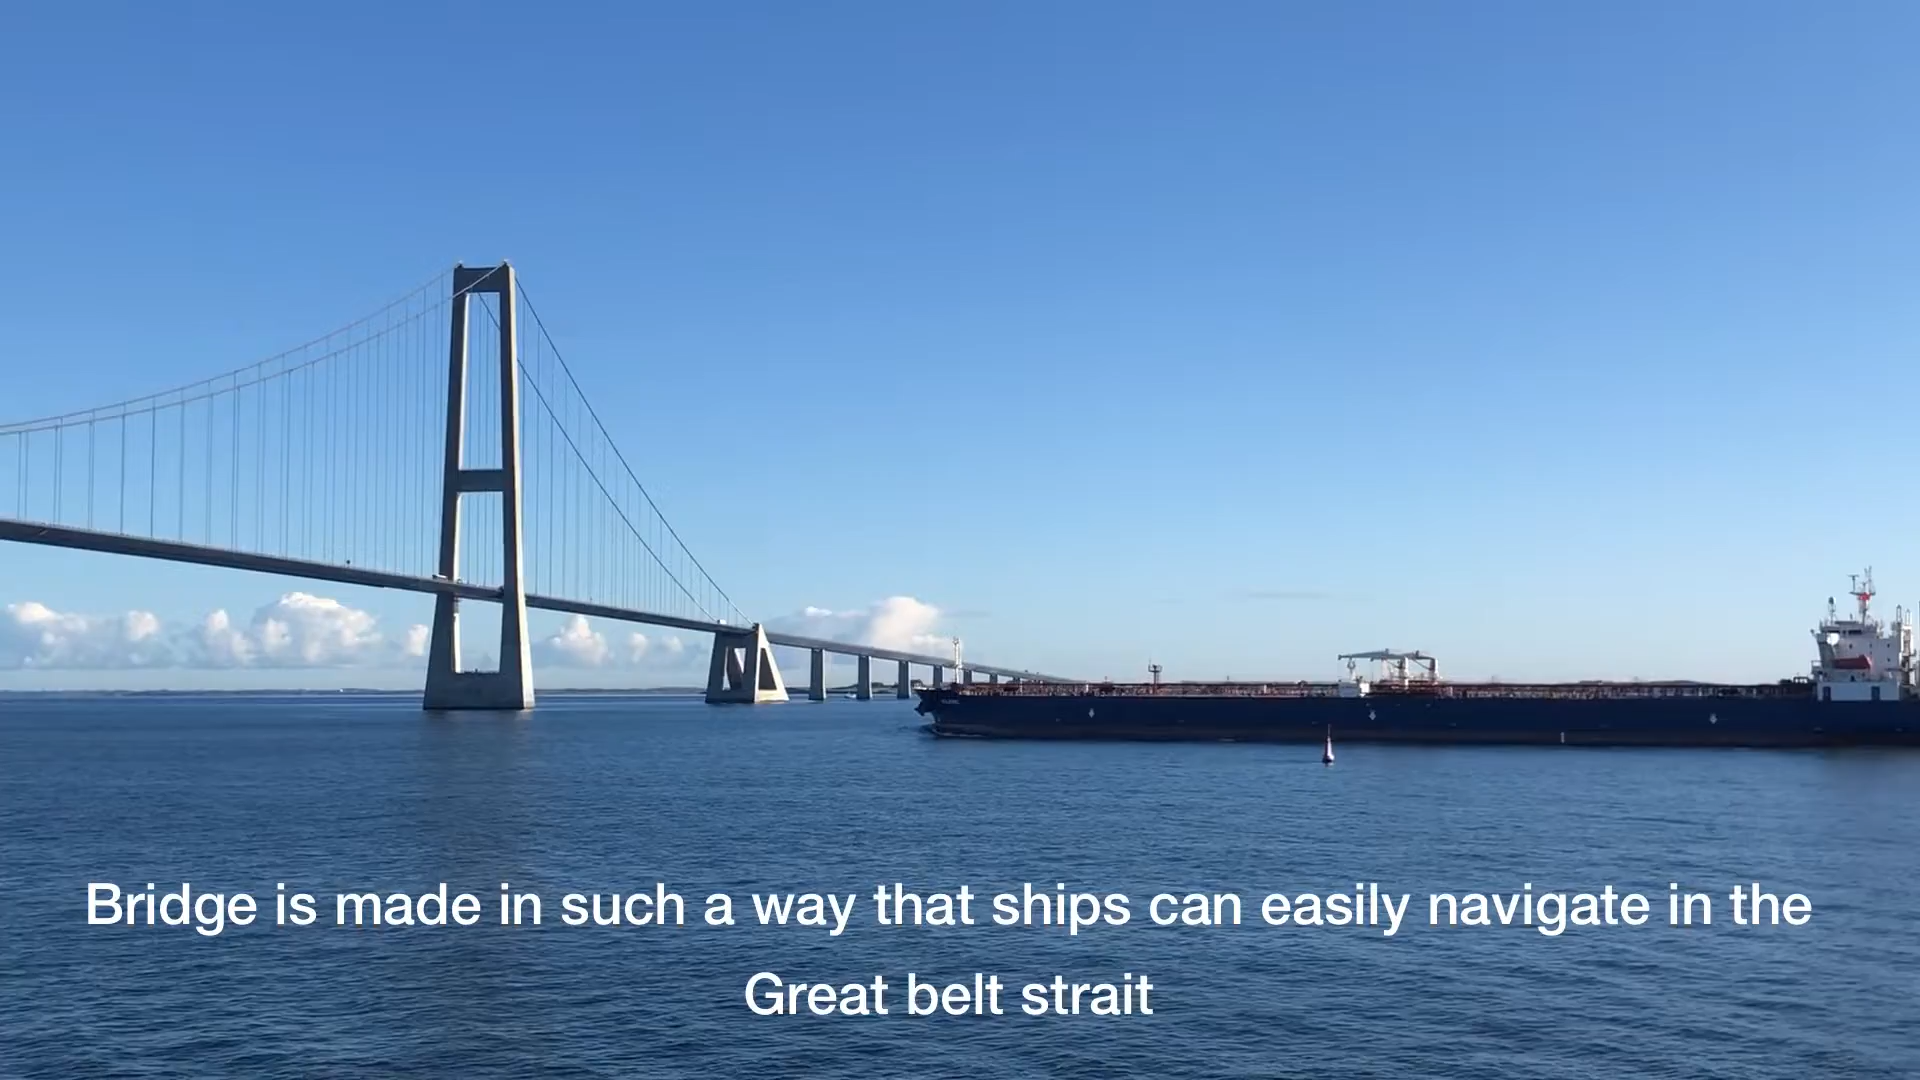 Bridge is made in such a way that ships can easily navigate in the
Great belt strait